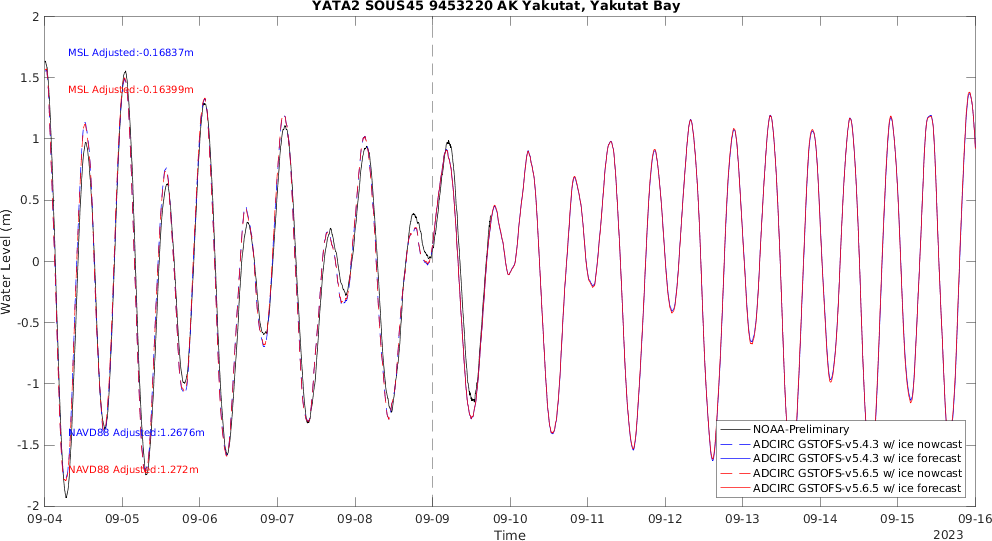 YATA2 SOUS45 9453220 AK Yakutat, Yakutat Bay
2
1.5
1
0.5
0
-0.5
-1
-1.5
-2
Water Level (m)
MSL Adjusted:-0.16837m
MSL Adjusted:-0.16399m
NAVD88 Adjusted:1.2676m
NAVD88 Adjusted:1.272m
NOAA-Preliminary
ADCIRC GSTOFS-v5.4.3 w/ ice nowcast
ADCIRC GSTOFS-v5.4.3 w/ ice forecast
ADCIRC GSTOFS-v5.6.5 w/ ice nowcast
ADCIRC GSTOFS-v5.6.5 w/ ice forecast
09-04 09-05 09-06 09-07 09-08 09-09 09-10 09-11 09-12 09-13 09-14 09-15 09-16
Time
2023